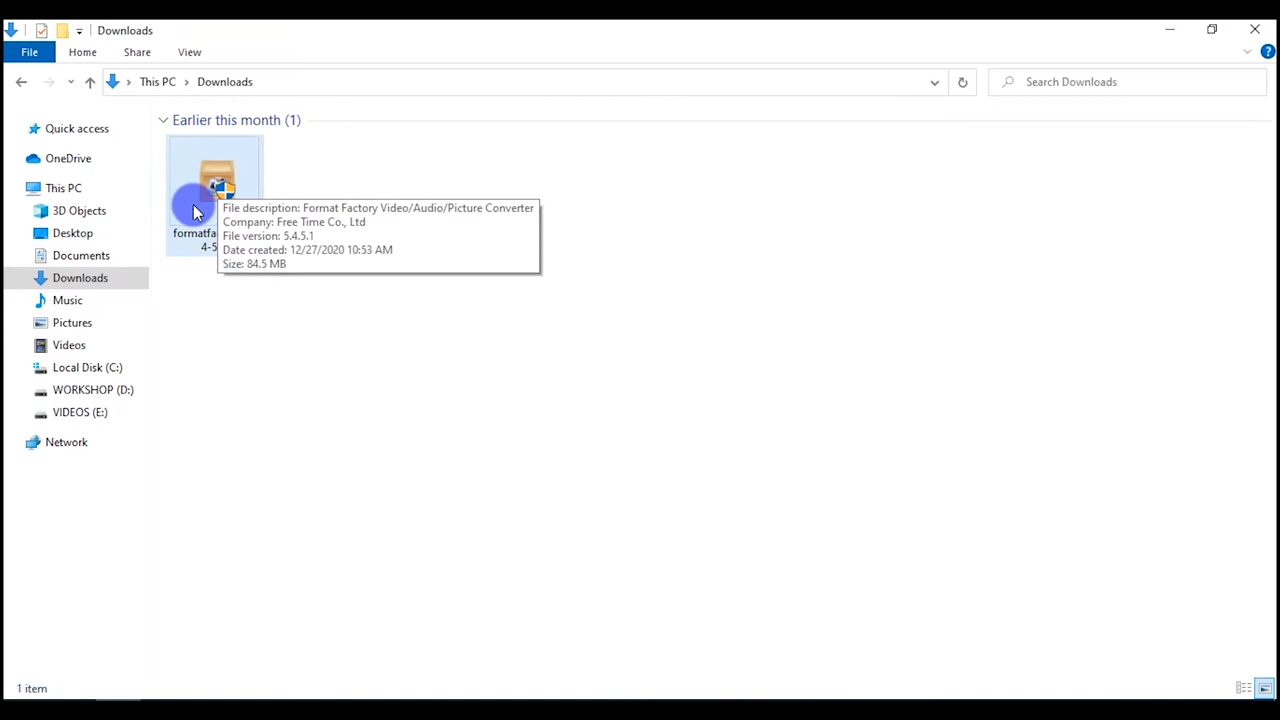 Downloads
File
Home
Share
View
This PC
Downloads
Search Downloads
Quick access
OneDrive
This PC
3D Objects
Desktop
Documents
Downloads
Music
Pictures
Videos
Local Disk (C:)
WORKSHOP (D:)
VIDEOS (E:)
Network
Earlier this month (1)
File description: Format Factory Video/Audio/Picture Converter
Company: Free Time Co., Ltd
File version: 5.4.5.1
Date created: 12/27/2020 10:53 AM
Size: 84.5 MB
1 item